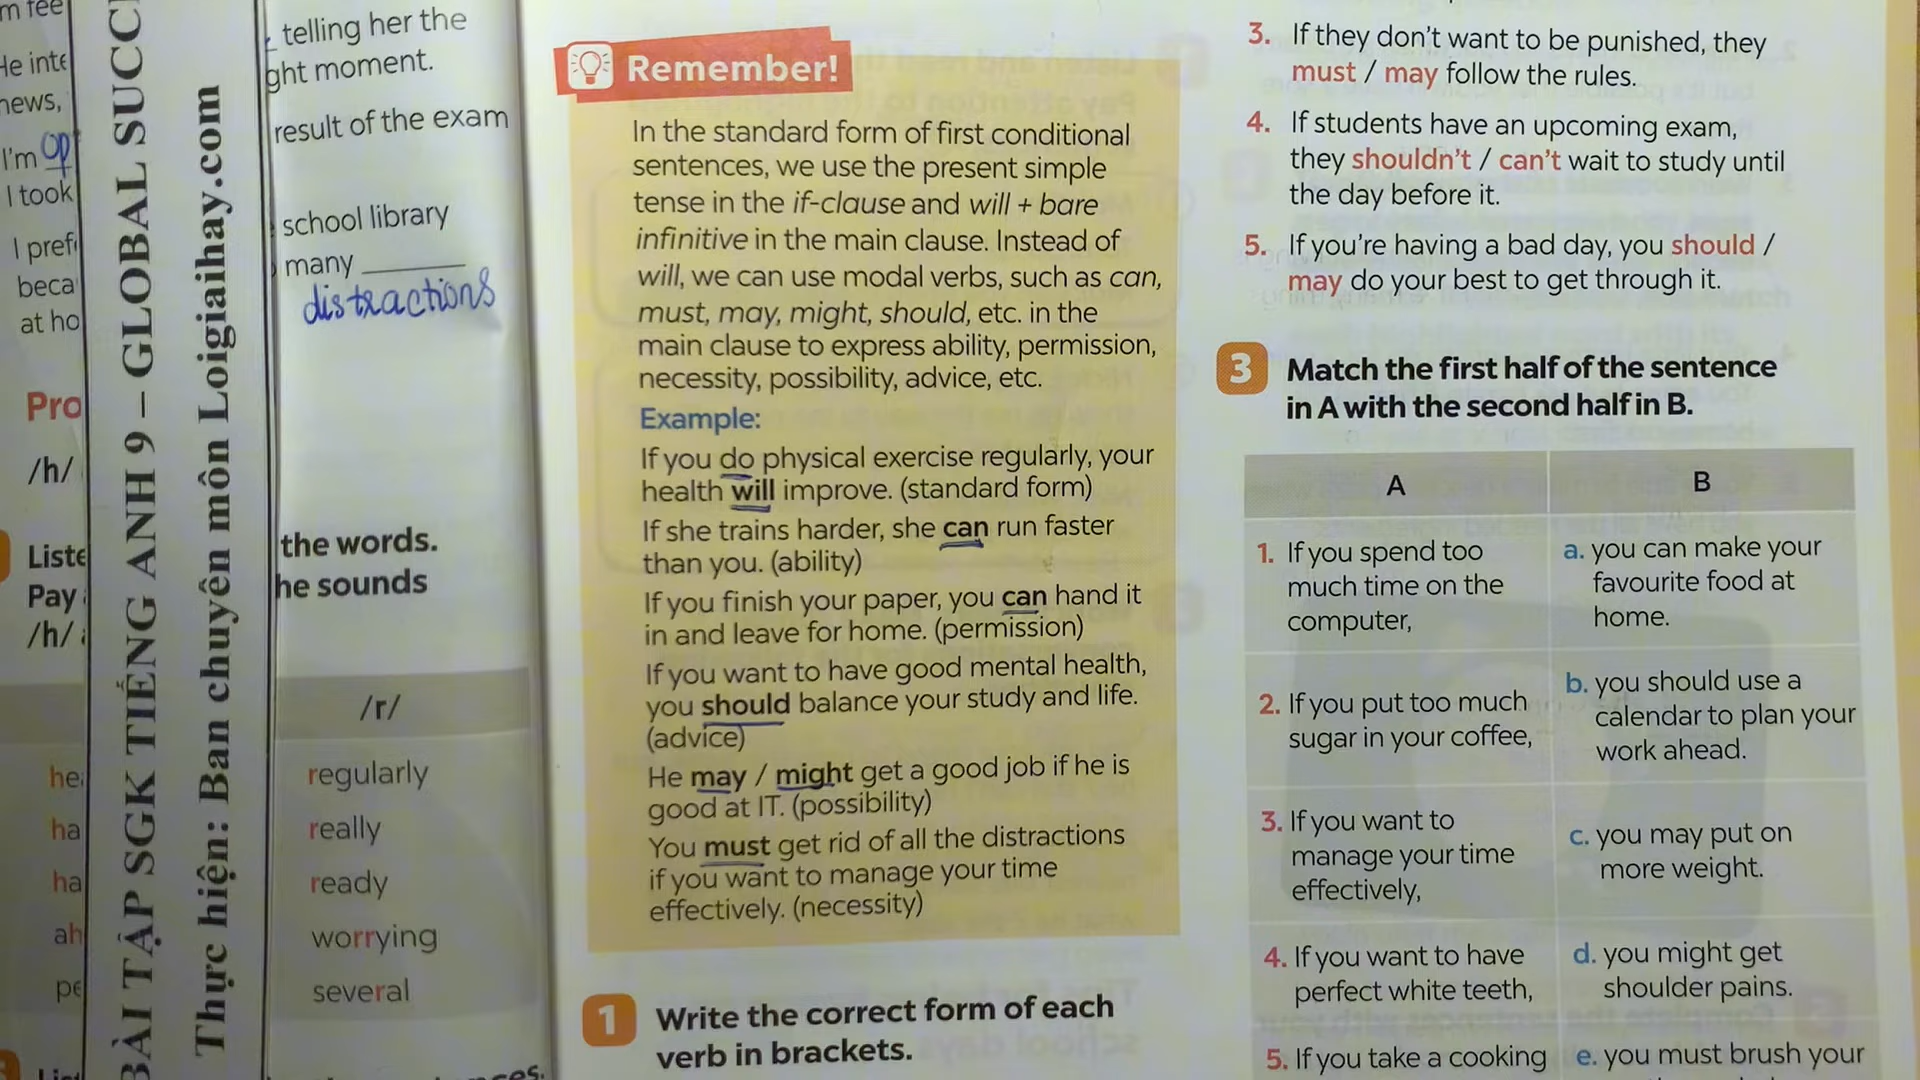 He inte
news,
I'm op
I took
I pref
beca
at ho
Pro
/h/
Liste
Pay
/h/
ha
ha
ah
BÀI TẬP SGK TIẾNG ANH 9 – GLOBAL SUCC
Thực hiện: Ban chuyên môn Loigiaihay.com
telling her the
ght moment.
result of the exam
school library
many
distractions
the words.
he sounds
/r/
regularly
really
ready
worrying
several
Remember!
In the standard form of first conditional
sentences, we use the present simple
tense in the if-clause and will + bare
infinitive in the main clause. Instead of
will, we can use modal verbs, such as can,
must, may, might, should, etc. in the
main clause to express ability, permission,
necessity, possibility, advice, etc.
Example:
If you do physical exercise regularly, your
health will improve. (standard form)
If she trains harder, she can run faster
than you. (ability)
If you finish your paper, you can hand it
in and leave for home. (permission)
If you want to have good mental health,
you should balance your study and life.
(advice)
He may / might get a good job if he is
good at IT. (possibility)
You must get rid of all the distractions
if you want to manage your time
effectively. (necessity)
1 Write the correct form of each
verb in brackets.
3. If they don't want to be punished, they
must / may follow the rules.
4. If students have an upcoming exam,
they shouldn't / can't wait to study until
the day before it.
5. If you're having a bad day, you should /
may do your best to get through it.
3 Match the first half of the sentence
in A with the second half in B.
A
B
1. If you spend too
much time on the
computer,
a. you can make your
favourite food at
home.
2. If you put too much
sugar in your coffee,
b. you should use a
calendar to plan your
work ahead.
3. If you want to
manage your time
effectively,
c. you may put on
more weight.
4. If you want to have
perfect white teeth,
d. you might get
shoulder pains.
5. If you take a cooking
e. you must brush your